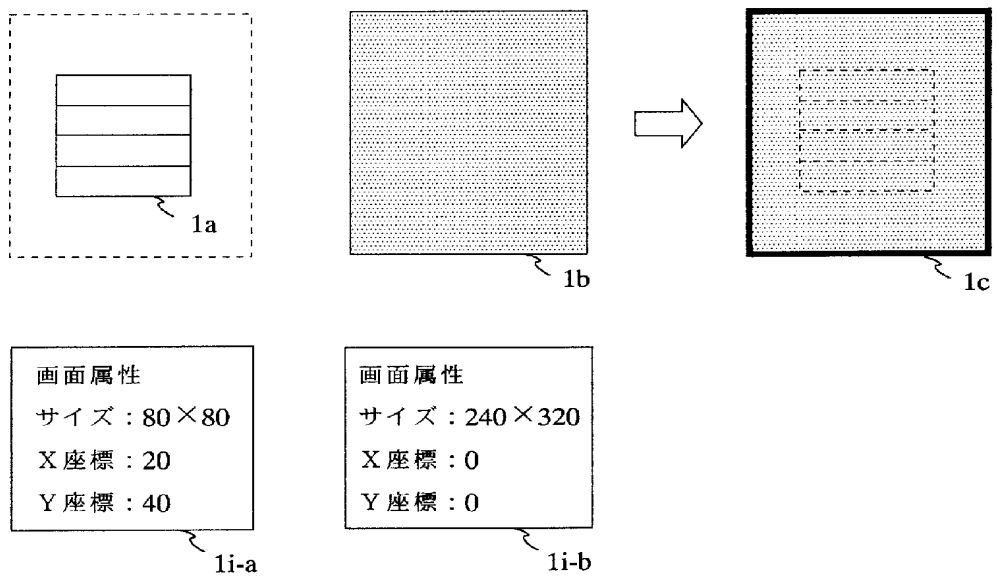 1a
1b
1c
画面属性
サイズ：80×80
X座標：20
Y座標：40
1i-a
画面属性
サイズ：240×320
X座標：0
Y座標：0
1i-b